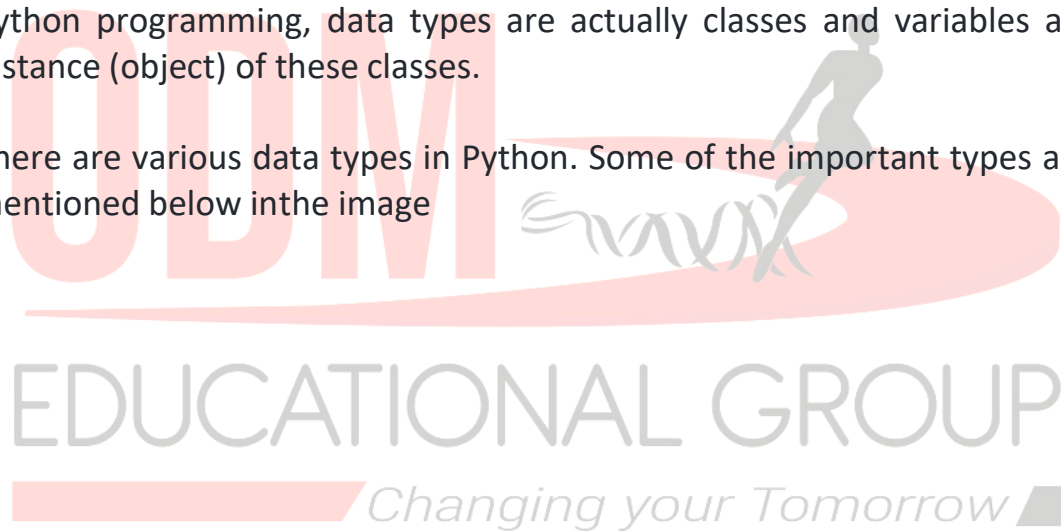 ython programming, data types are actually classes and variables a
stance (object) of these classes.
here are various data types in Python. Some of the important types a
entioned below inthe image
ODM
EDUCATIONAL GROUP
Changing your Tomorrow